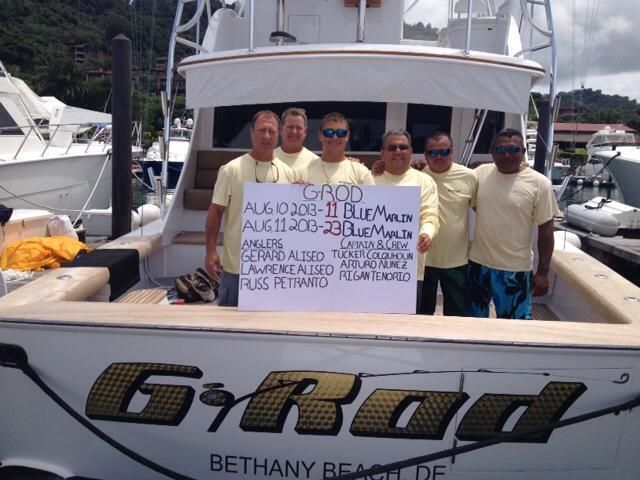 G-ROD
AUG 10 2013-11 BLUE MARLIN
AUG 11 2013-23 BLUE MARLIN
ANGLERS CAPTAIN & CREW
GERARD ALISEO TUCKER COLQUHOUN
LAWRENCE ALISEO ARTURO NUNEZ
RUSS PETRANTO RIGAN TENORIO
G-Rod
BETHANY BEACH, DE